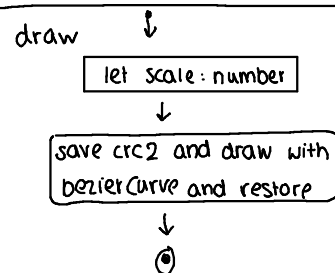 draw
let scale: number
save crc2 and draw with
bezierCurve and restore